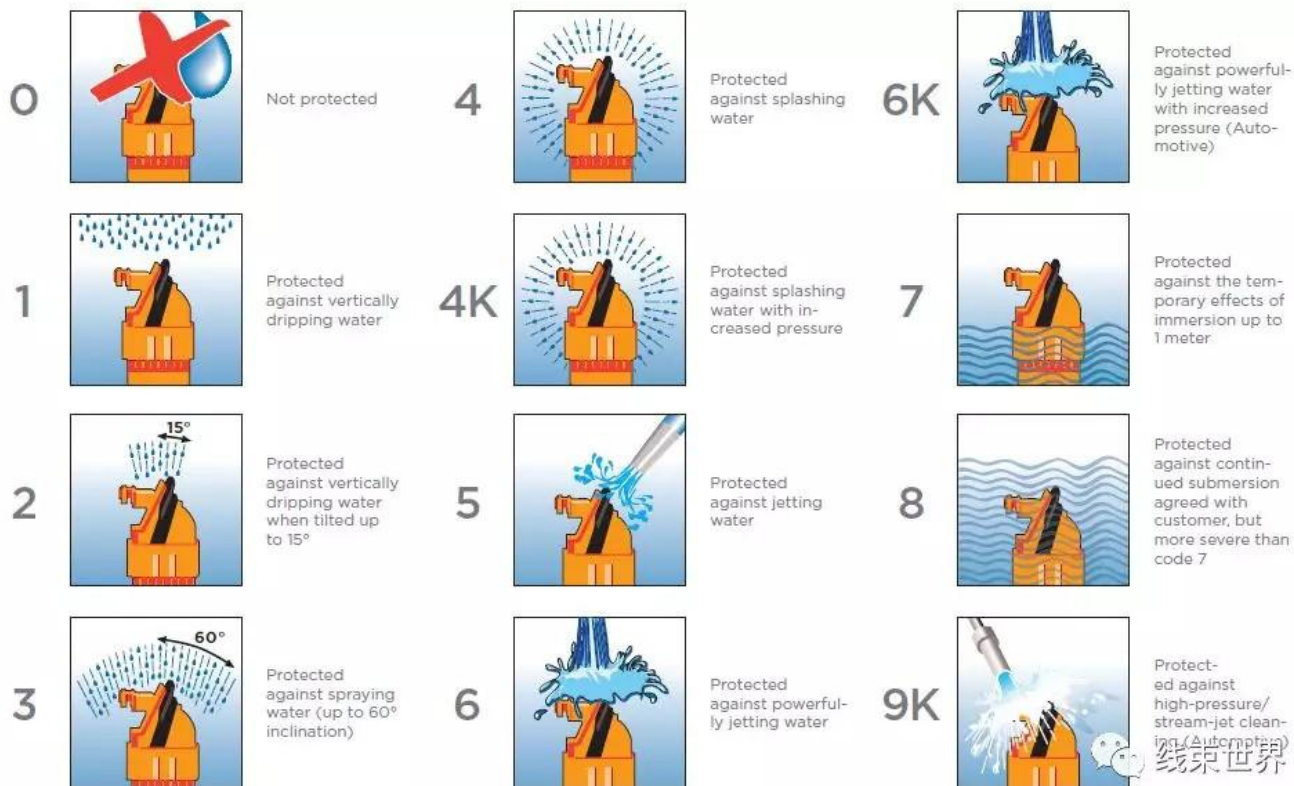 0
Not protected
1
Protected
against vertically
dripping water
2
15°
Protected
against vertically
dripping water
when tilted up
to 15°
3
60°
Protected
against spraying
water (up to 60°
inclination)
4
Protected
against splashing
water
4K
Protected
against splashing
water with in-
creased pressure
5
Protected
against jetting
water
6
Protected
against powerful-
ly jetting water
6K
Protected
against powerful-
ly jetting water
with increased
pressure (Auto-
motive)
7
Protected
against the tem-
porary effects of
immersion up to
1 meter
8
Protected
against contin-
ued submersion
agreed with
customer, but
more severe than
code 7
9K
Protect-
ed against
high-pressure/
stream-jet clean-
ing (Automotive)
线束世界